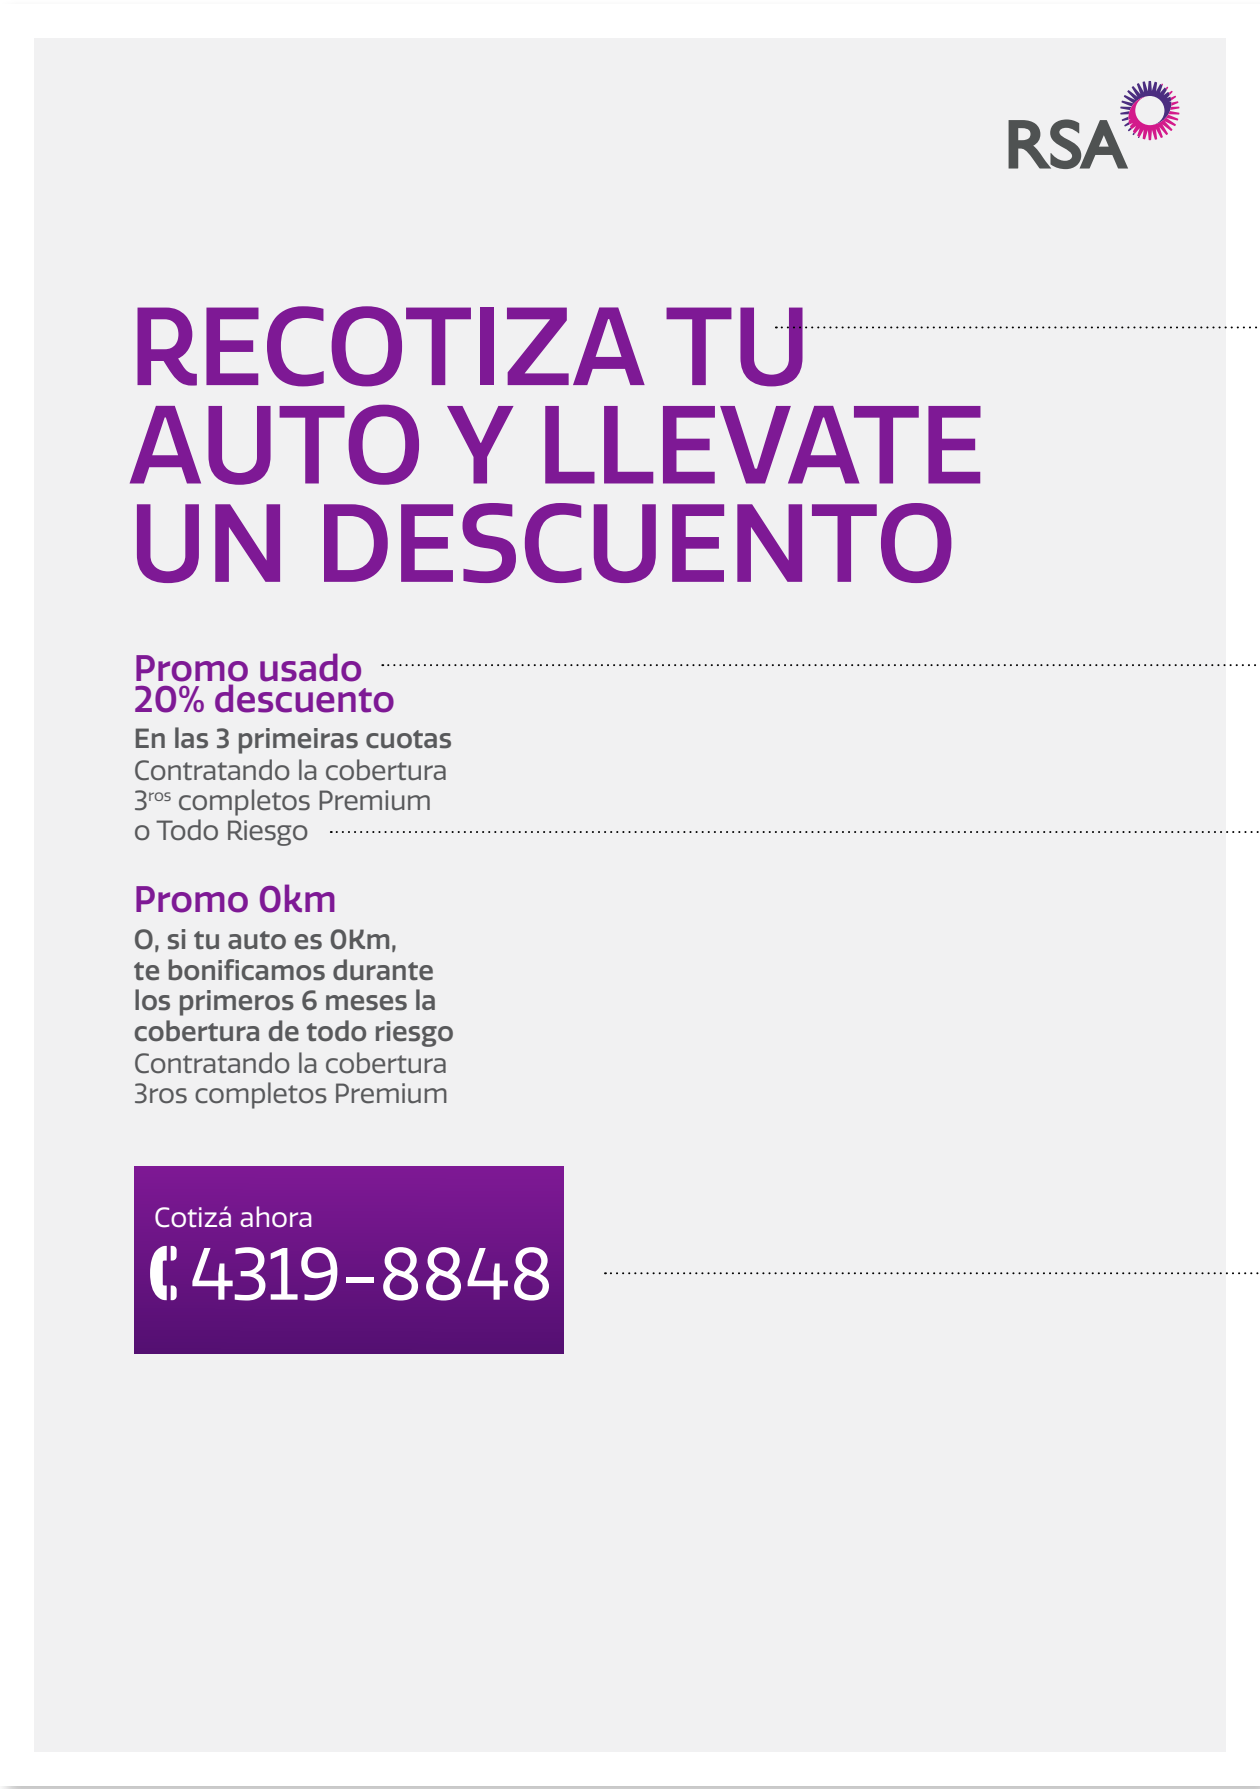 RSA
RECOTIZA TU
AUTO Y LLEVATE
UN DESCUENTO
Promo usado
20% descuento
En las 3 primeiras cuotas
Contratando la cobertura
3ros completos Premium
o Todo Riesgo
Promo 0km
O, si tu auto es 0Km,
te bonificamos durante
los primeros 6 meses la
cobertura de todo riesgo
Contratando la cobertura
3ros completos Premium
Cotizá ahora
4319-8848